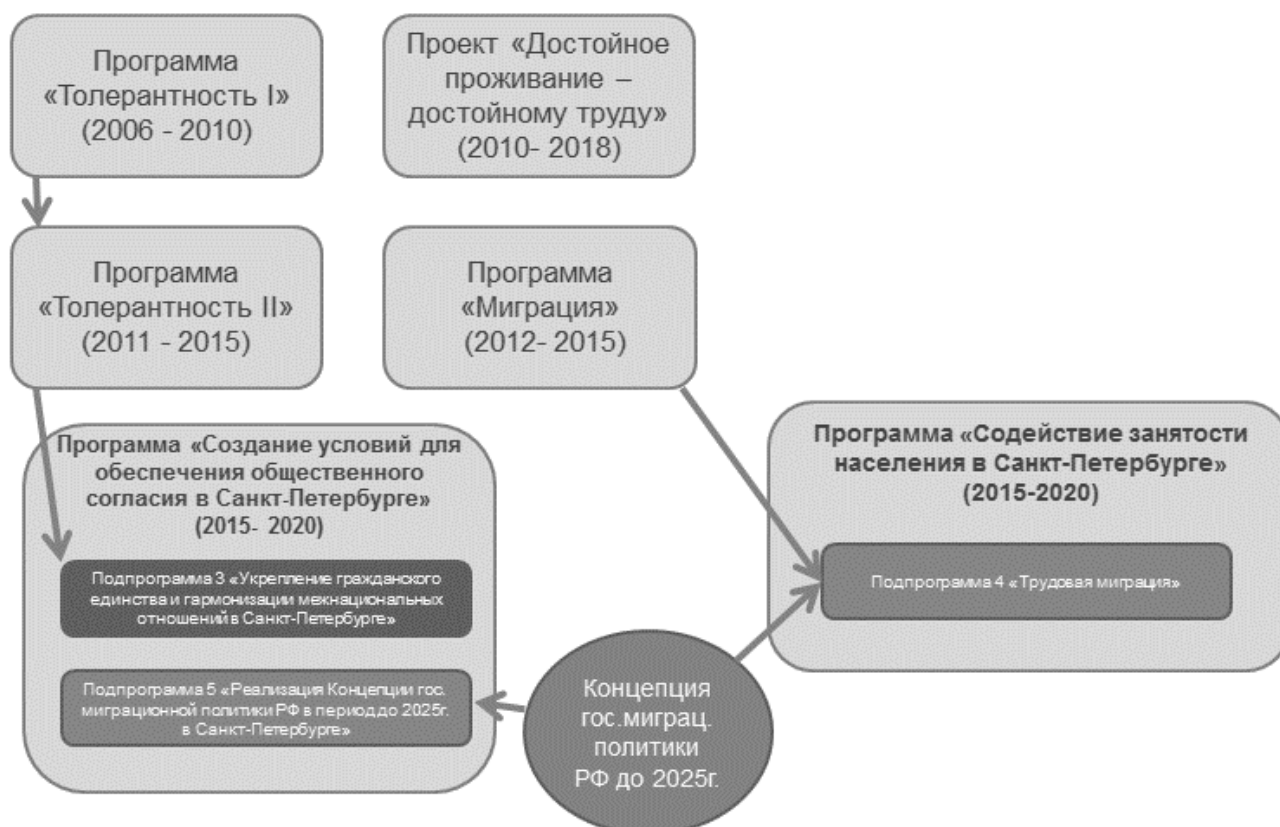 Программа
«Толерантность I»
(2006 - 2010)
Проект «Достойное
проживание –
достойному труду»
(2010- 2018)
Программа
«Толерантность II»
(2011 - 2015)
Программа
«Миграция»
(2012- 2015)
Программа «Создание условий для
обеспечения общественного
согласия в Санкт-Петербурге»
(2015- 2020)
Подпрограмма 3 «Укрепление гражданского
единства и гармонизации межнациональных
отношений в Санкт-Петербурге»
Подпрограмма 5 «Реализация Концепции гос.
миграционной политики РФ в период до 2025г.
в Санкт-Петербурге»
Программа «Содействие занятости
населения в Санкт-Петербурге»
(2015-2020)
Подпрограмма 4 «Трудовая миграция»
Концепция
гос.миграц.
политики
РФ до 2025г.